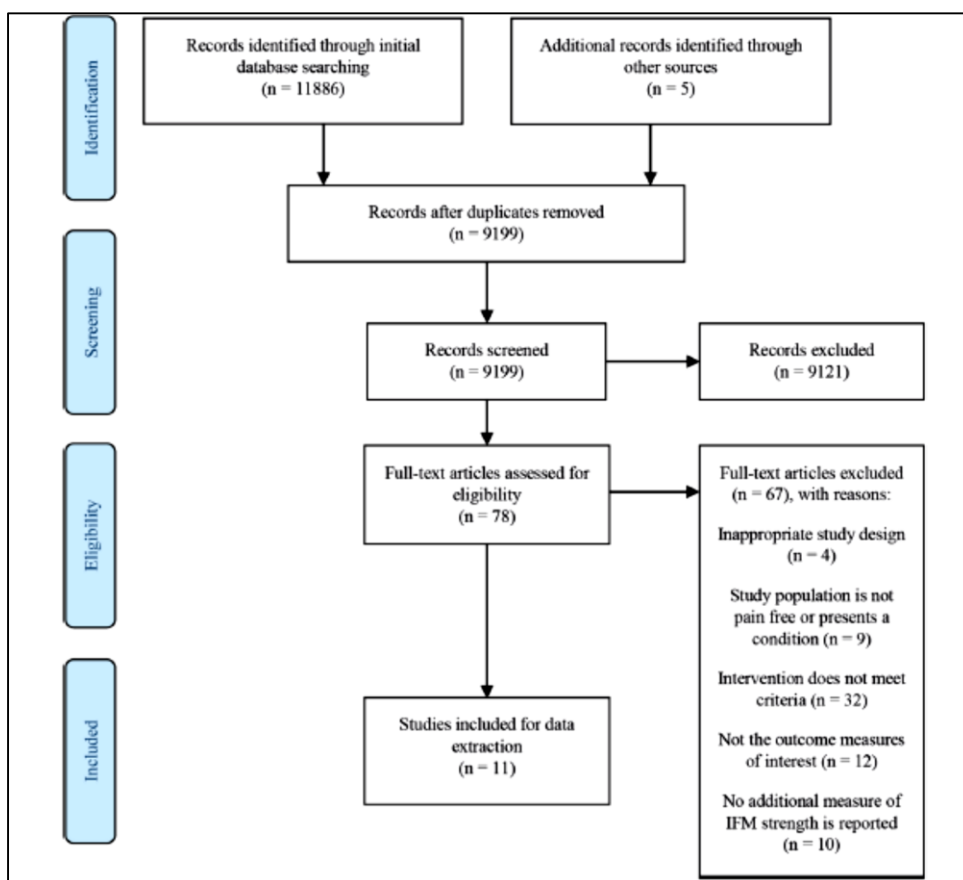 Identification
Records identified through initial
database searching
(n = 11886)
Additional records identified through
other sources
(n = 5)
Records after duplicates removed
(n = 9199)
Screening
Records screened
(n = 9199)
Records excluded
(n = 9121)
Eligibility
Full-text articles assessed for
eligibility
(n = 78)
Full-text articles excluded
(n = 67), with reasons:
Inappropriate study design
(n = 4)
Study population is not
pain free or presents a
condition (n = 9)
Intervention does not meet
criteria (n = 32)
Not the outcome measures
of interest (n = 12)
No additional measure of
IFM strength is reported
(n = 10)
Included
Studies included for data
extraction
(n = 11)